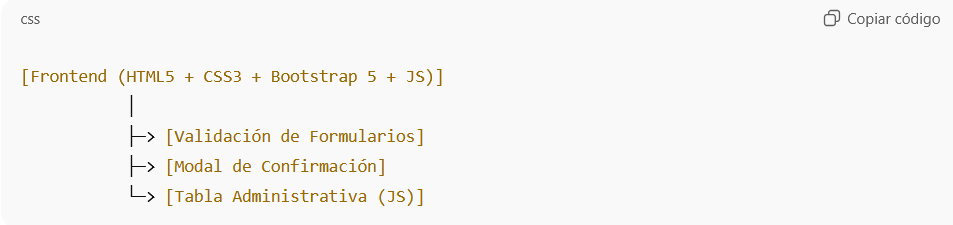 css
Copiar código
[Frontend (HTML5 + CSS3 + Bootstrap 5 + JS)]
│
├─> [Validación de Formularios]
├─> [Modal de Confirmación]
└─> [Tabla Administrativa (JS)]